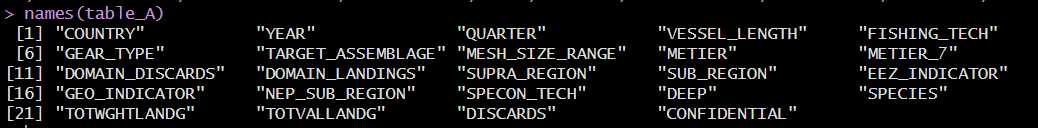 > names(table_A)
[1] "COUNTRY" "YEAR" "QUARTER" "VESSEL_LENGTH" "FISHING_TECH"
[6] "GEAR_TYPE" "TARGET_ASSEMBLAGE" "MESH_SIZE_RANGE" "METIER" "METIER_7"
[11] "DOMAIN_DISCARDS" "DOMAIN_LANDINGS" "SUPRA_REGION" "SUB_REGION" "EEZ_INDICATOR"
[16] "GEO_INDICATOR" "NEP_SUB_REGION" "SPECON_TECH" "DEEP" "SPECIES"
[21] "TOTWGHTLANDG" "TOTVALLANDG" "DISCARDS" "CONFIDENTIAL"